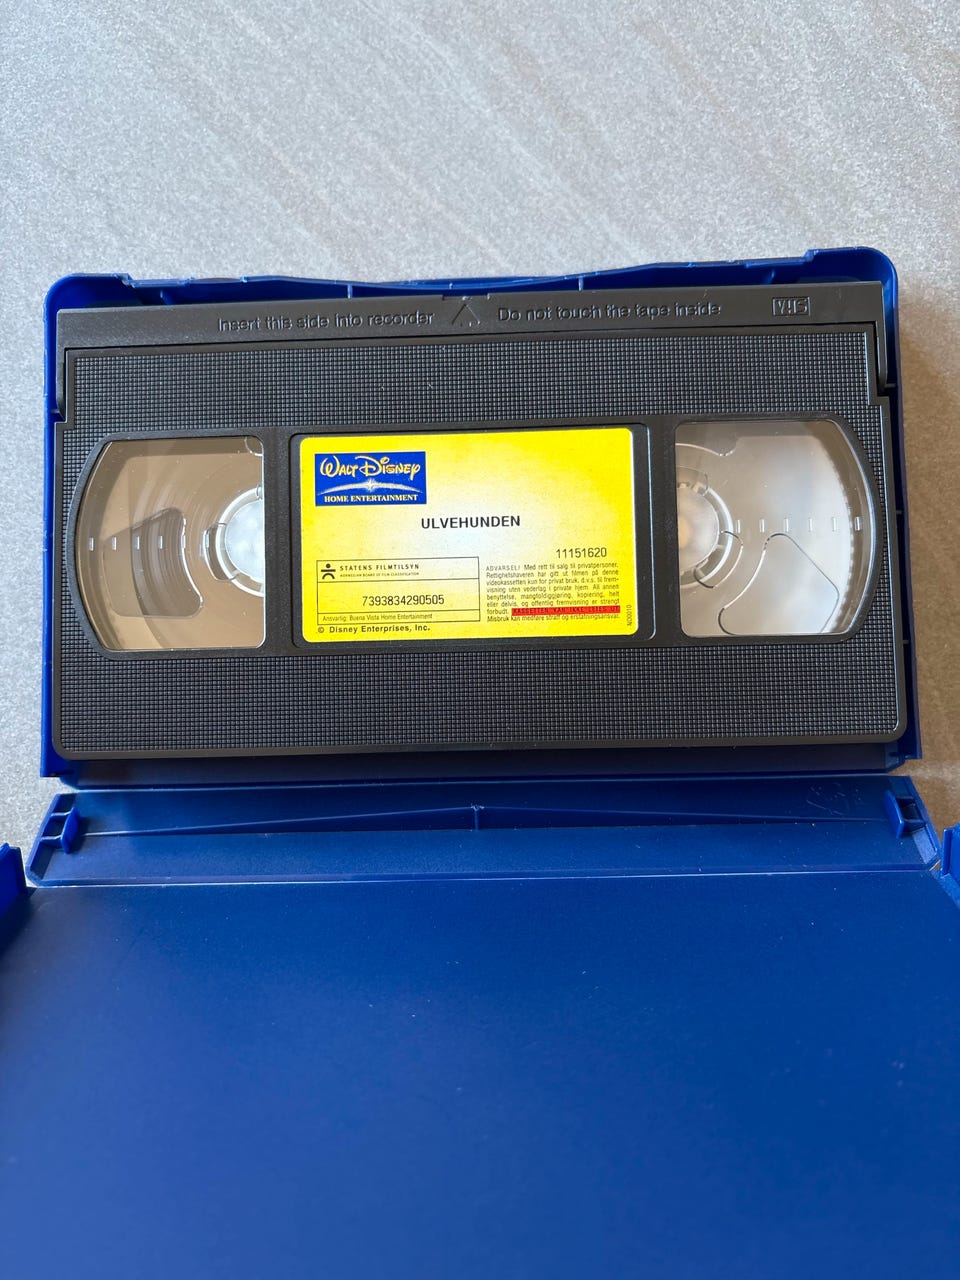 Insert this side into recorder
Do not touch the tape inside
VHS
WALT DISNEY
HOME ENTERTAINMENT
ULVEHUNDEN
11151620
STATENS FILMTILSYN
NORWEGIAN BOARD OF FILM CLASSIFICATION
7393834290505
Ansvarlig: Buena Vista Home Entertainment
© Disney Enterprises, Inc.
ADVARSEL! Med rett til salg til privatpersoner.
Rettighetshaveren har gitt ut filmen på denne
videokassetten kun for privat bruk, d.v.s. til frem-
visning uten vederlag i private hjem. All annen
benyttelse, mangfoldiggjøring, kopiering, helt
eller delvis, og offentlig fremvisning er strengt
forbudt.
Misbruk kan medføre straff og erstatningsansvar.
N20010